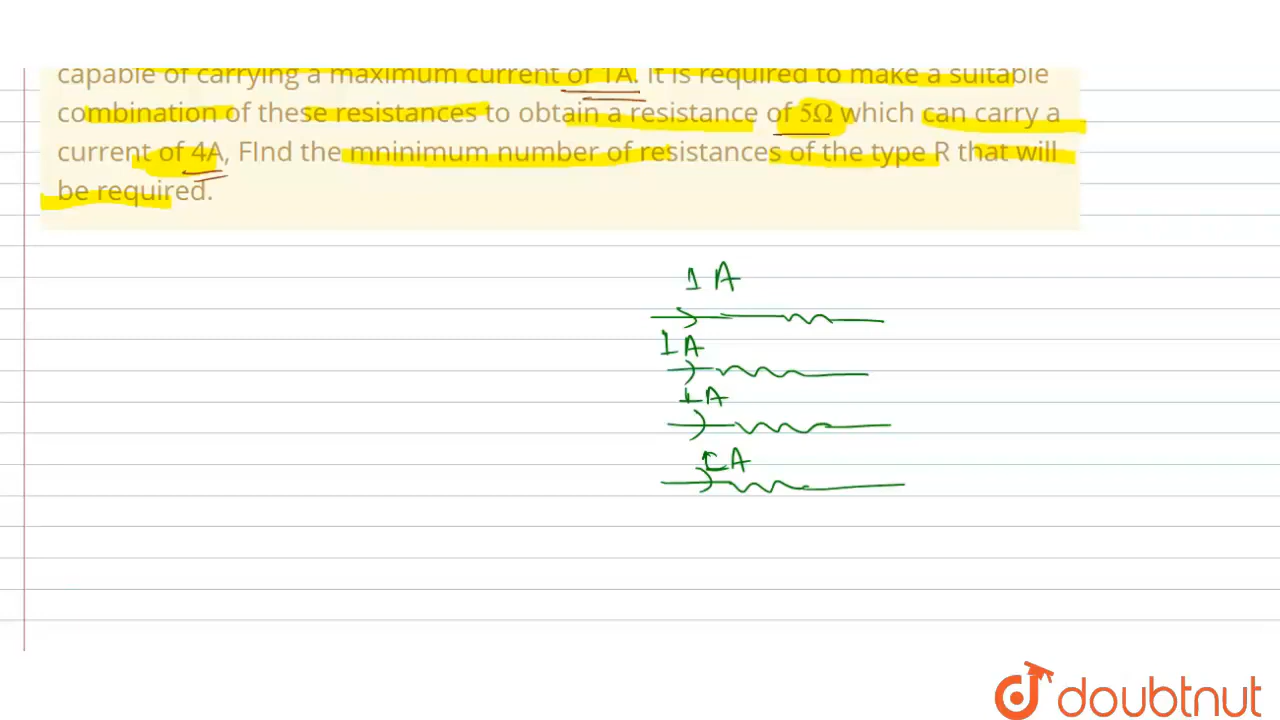 capable of carrying a maximum current of 1A. It is required to make a suitable
combination of these resistances to obtain a resistance of 5Ω which can carry a
current of 4A, FInd the mninimum number of resistances of the type R that will
be required.
1 A
1A
1A
1A
doubtnut